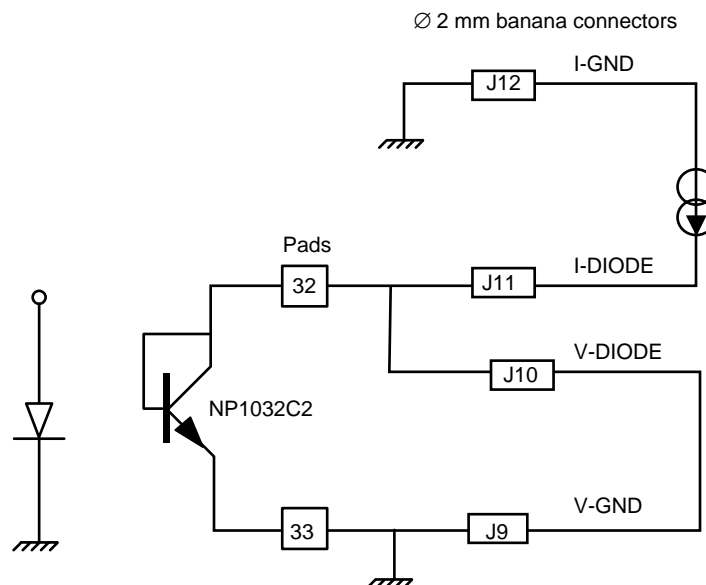 ∅ 2 mm banana connectors
I-GND
J12
Pads
I-DIODE
32
J11
V-DIODE
J10
NP1032C2
V-GND
33
J9